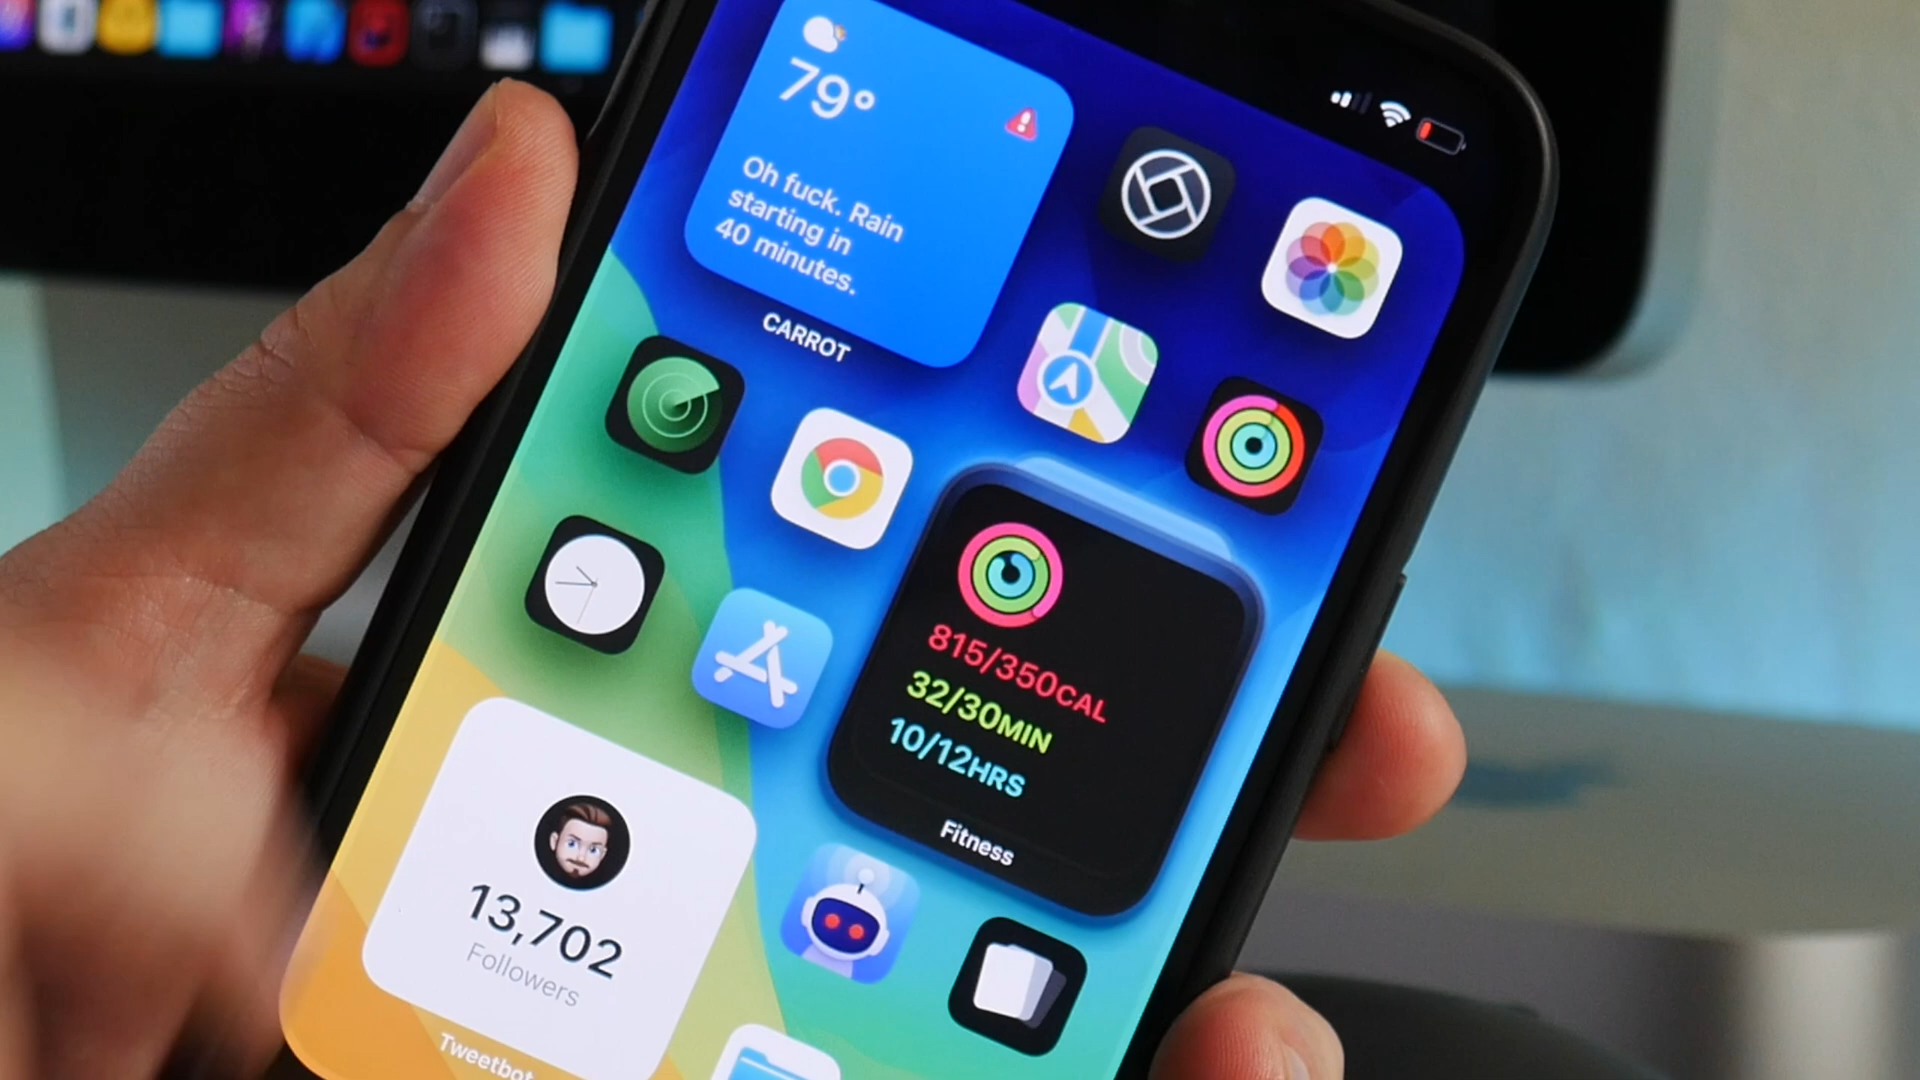 79°
Oh fuck. Rain
starting in
40 minutes.
CARROT
815/350CAL
32/30MIN
10/12HRS
Fitness
13,702
Followers
Tweetbot